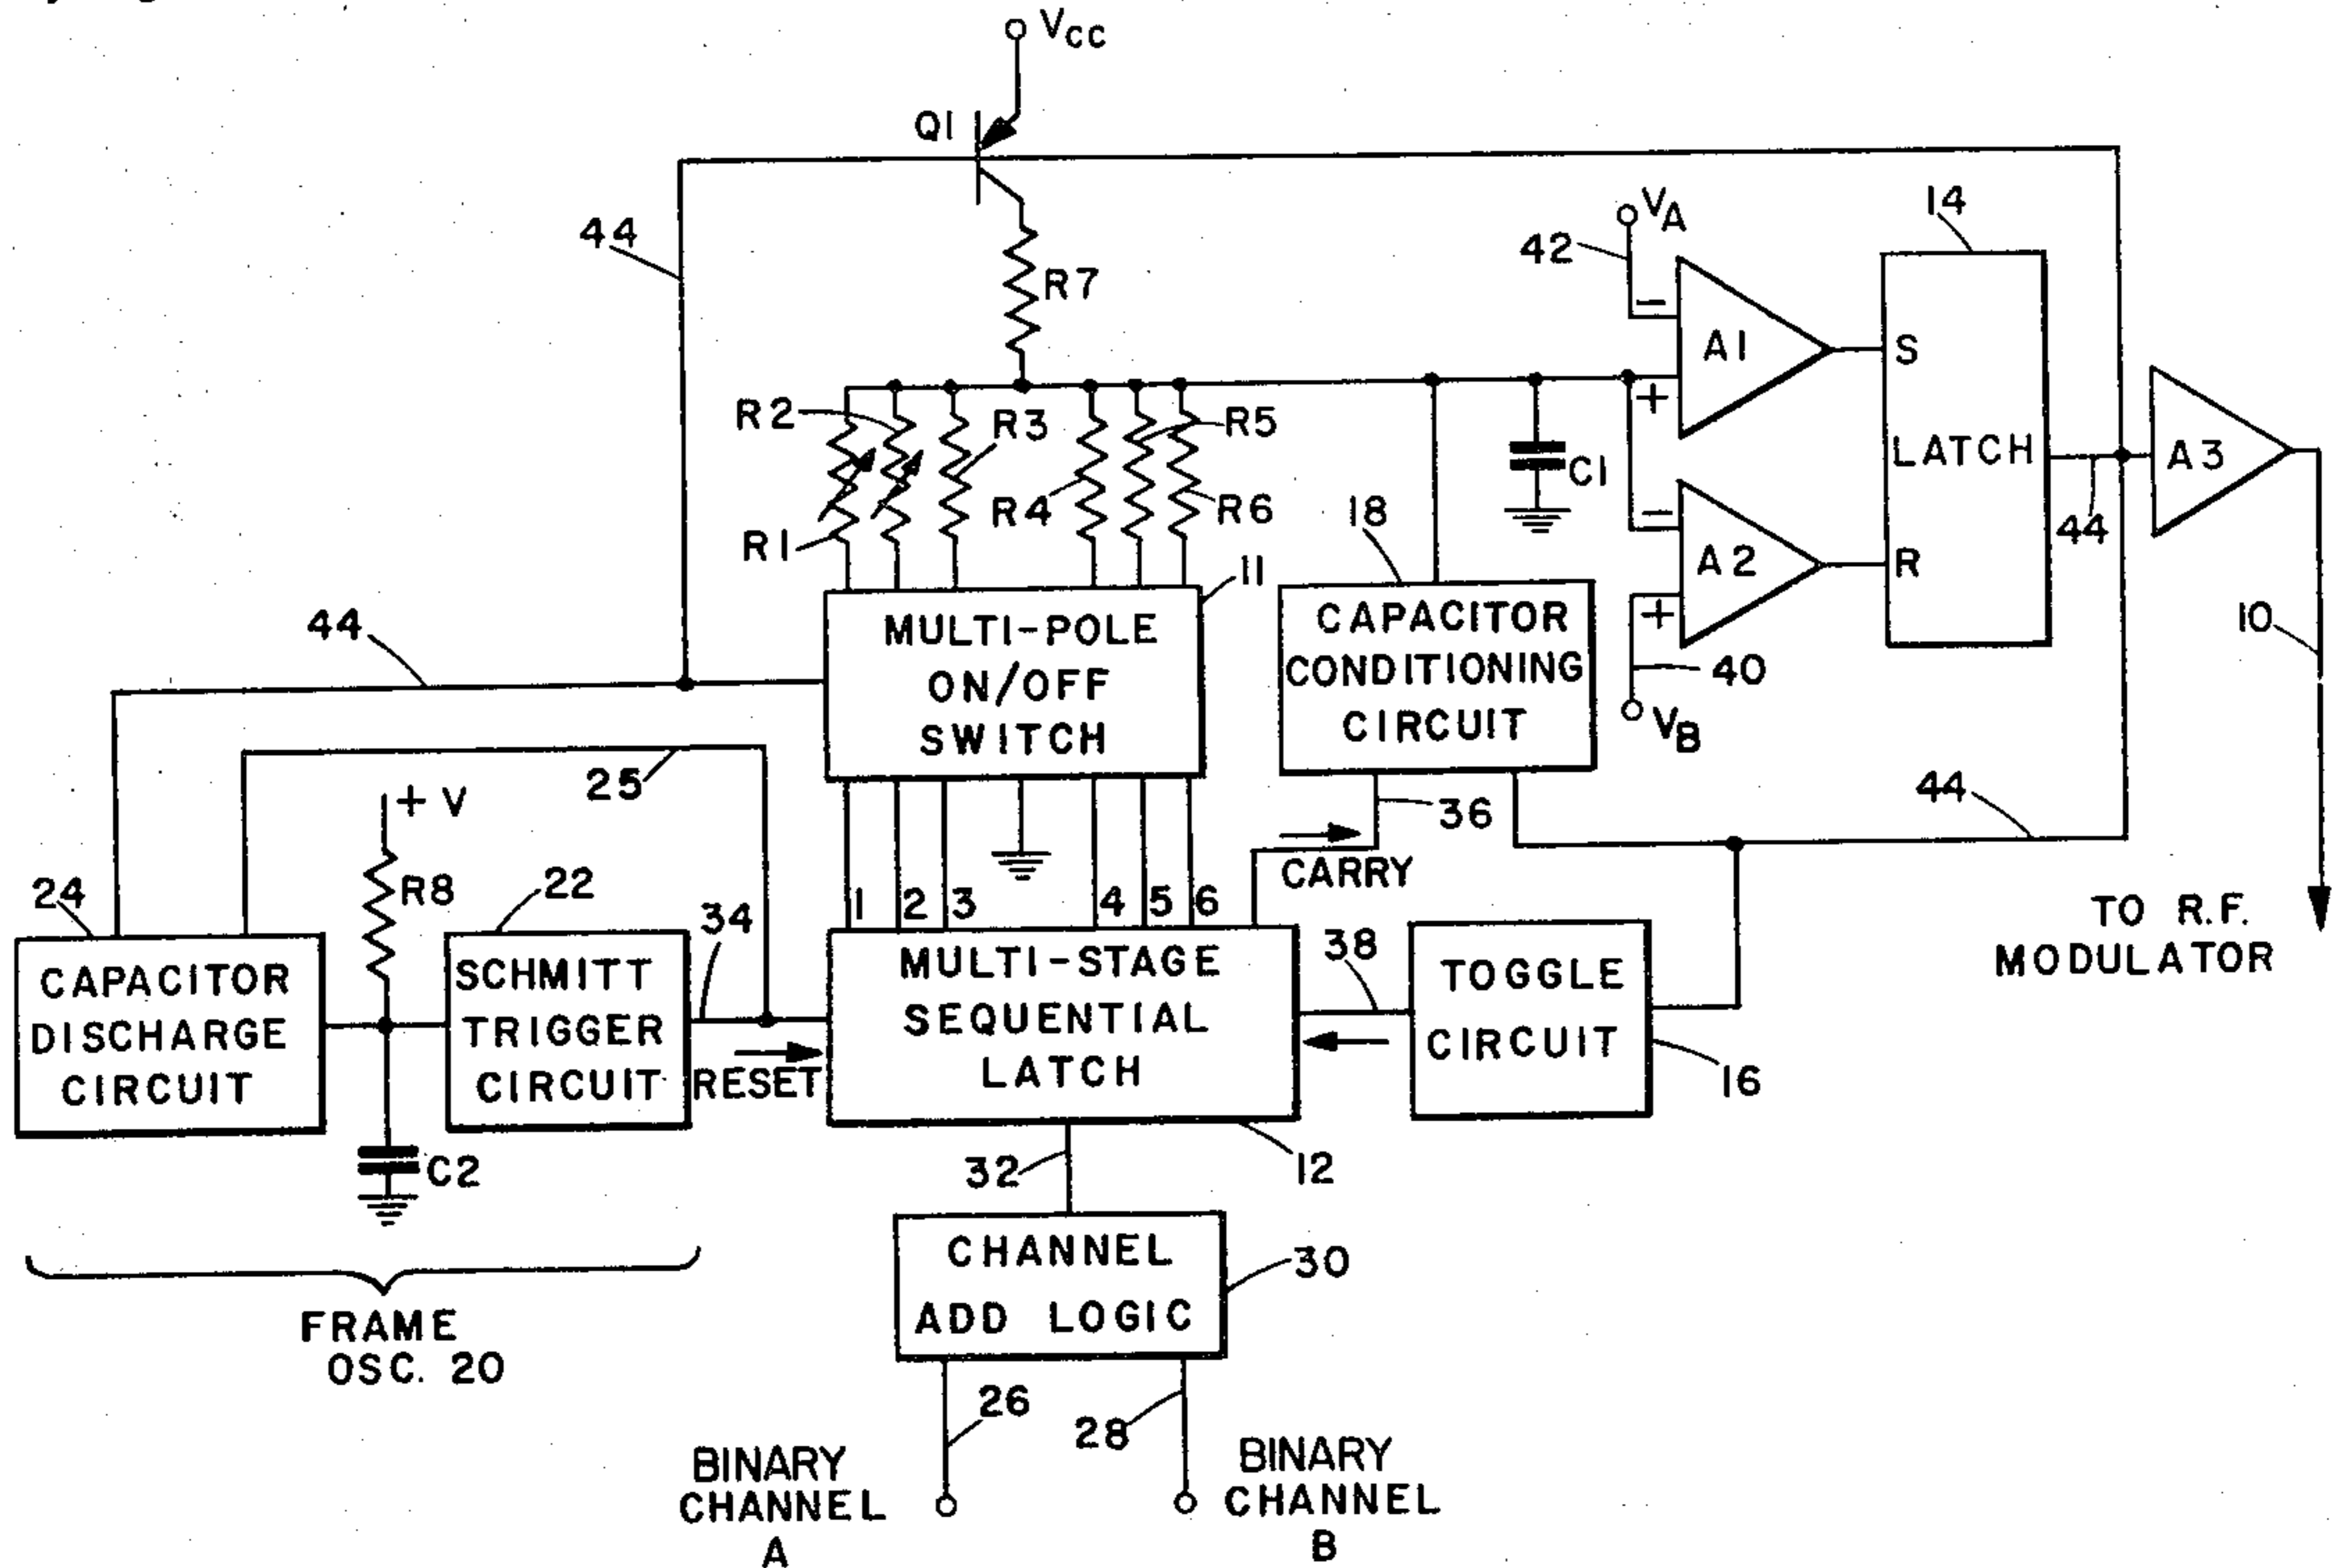 VCC
Q1
44
R7
42
VA
14
R2
R3
R5
A1
S
LATCH
A3
R1
R4
R6
C1
18
44
A2
R
10
11
44
MULTI-POLE
ON/OFF
SWITCH
CAPACITOR
CONDITIONING
CIRCUIT
40
VB
25
+ V
36
44
CARRY
24
R8
22
34
1 2 3 4 5 6
38
TO R.F.
MODULATOR
CAPACITOR
DISCHARGE
CIRCUIT
SCHMITT
TRIGGER
CIRCUIT
RESET
MULTI-STAGE
SEQUENTIAL
LATCH
TOGGLE
CIRCUIT
16
C2
32
12
CHANNEL
ADD LOGIC
30
FRAME
OSC. 20
26
28
BINARY
CHANNEL
A
BINARY
CHANNEL
B